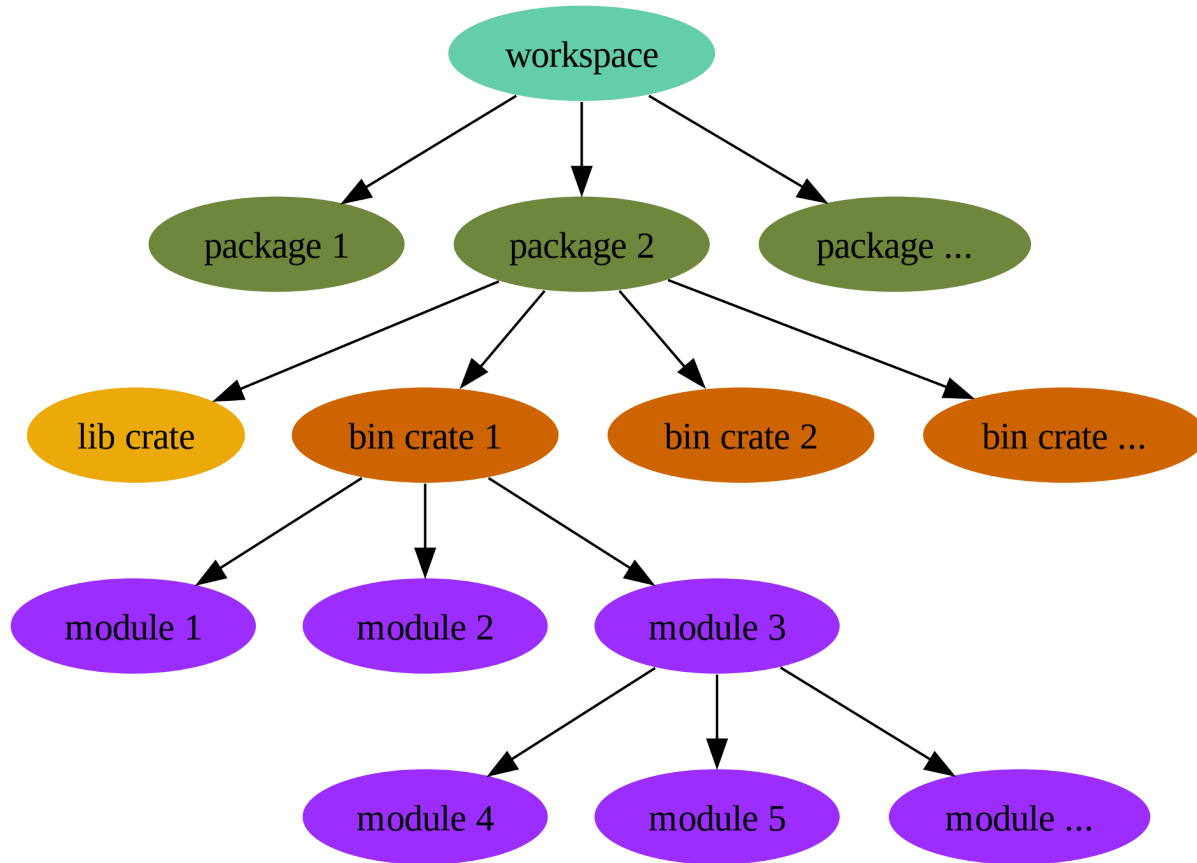 workspace
package 1
package 2
package ...
lib crate
bin crate 1
bin crate 2
bin crate ...
module 1
module 2
module 3
module 4
module 5
module ...